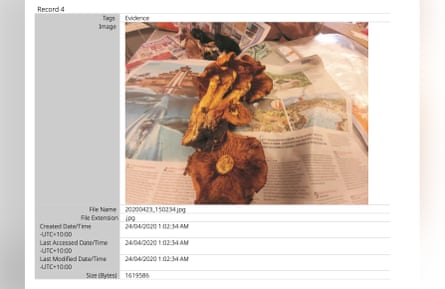 Record 4
Tags Evidence
Image
File Name 20200423_150234.jpg
File Extension .jpg
Created Date/Time 24/04/2020 1:02:34 AM
-UTC+10:00
Last Accessed Date/Time 24/04/2020 1:02:34 AM
-UTC+10:00
Last Modified Date/Time 24/04/2020 1:02:34 AM
-UTC+10:00
Size (Bytes) 1619586